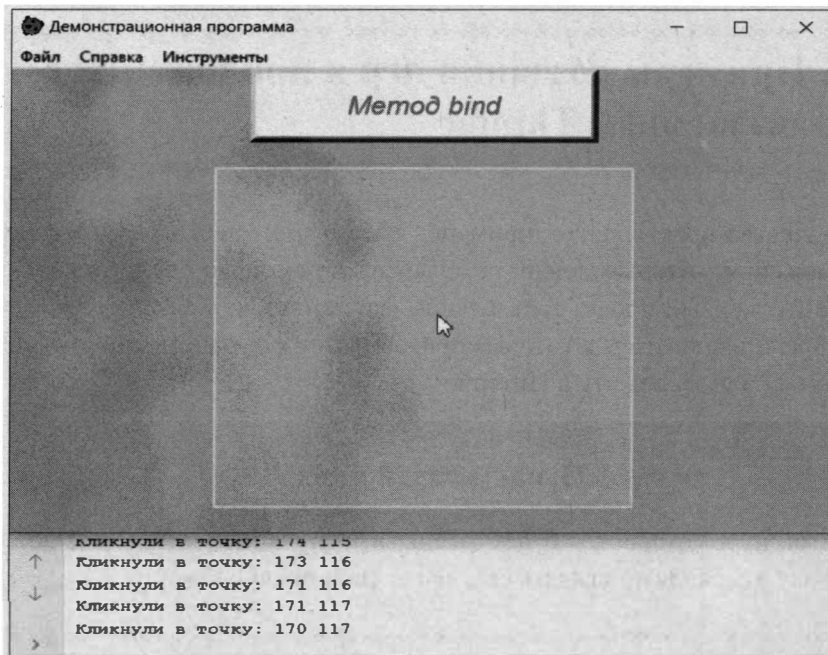 Демонстрационная программа
Файл Справка Инструменты
Метод bind
Кликнули в точку: 174 115
Кликнули в точку: 173 116
Кликнули в точку: 171 116
Кликнули в точку: 171 117
Кликнули в точку: 170 117